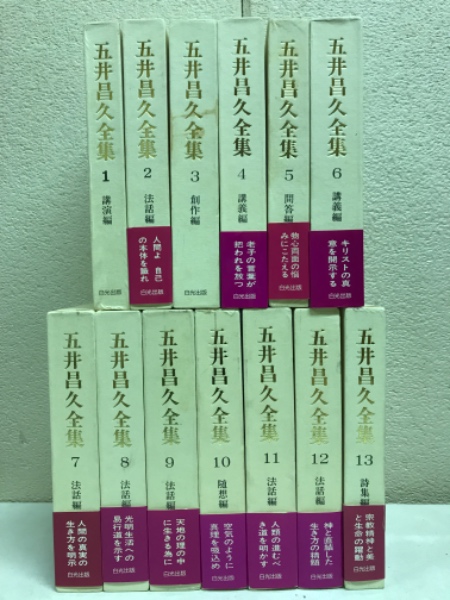 五井昌久全集
1
講演編
五井昌久全集
2
法話編
人間よ 自己
の本体を識れ
白光出版
五井昌久全集
3
創作編
五井昌久全集
4
講義編
老子の言葉が
把われを放つ
白光出版
五井昌久全集
5
問答編
物心両面の悩
みにこたえる
白光出版
五井昌久全集
6
講義編
キリストの真
意を開示する
白光出版
五井昌久全集
7
法話編
人間の真実の
生き方を明示
白光出版
五井昌久全集
8
法話編
光明生活への
易行道を示す
白光出版
五井昌久全集
9
法話編
天地の理の中
に生きる為に
白光出版
五井昌久全集
10
随想編
空気のように
真理を吸込め
白光出版
五井昌久全集
11
法話編
人類の進むべ
き道を明かす
白光出版
五井昌久全集
12
法話編
神と直結した
生き方の精髄
白光出版
五井昌久全集
13
詩集編
宗教精神と美
と生命の躍動
白光出版